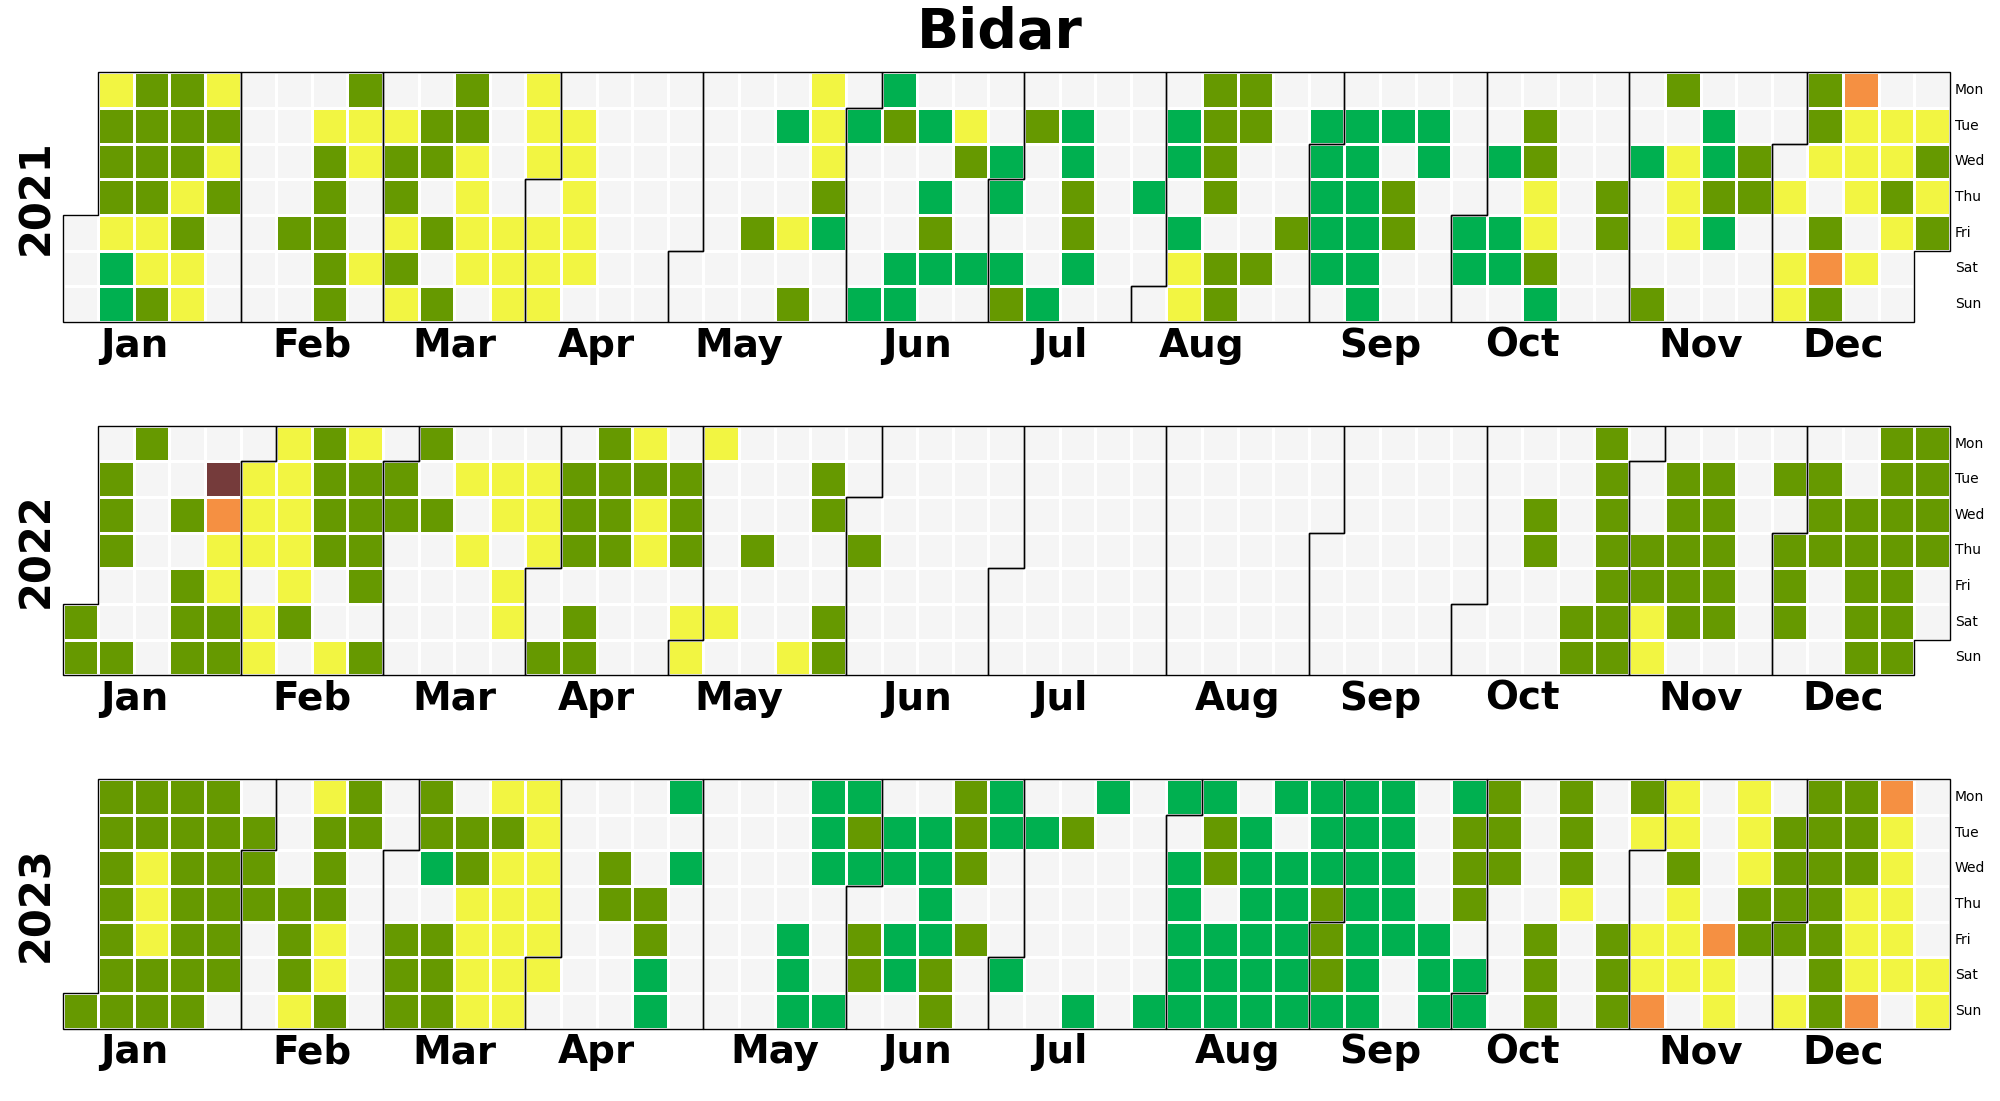 Bidar
2021
Mon
Tue
Wed
Thu
Fri
Sat
Sun
Jan Feb Mar Apr May Jun Jul Aug Sep Oct Nov Dec
2022
Mon
Tue
Wed
Thu
Fri
Sat
Sun
Jan Feb Mar Apr May Jun Jul Aug Sep Oct Nov Dec
2023
Mon
Tue
Wed
Thu
Fri
Sat
Sun
Jan Feb Mar Apr May Jun Jul Aug Sep Oct Nov Dec